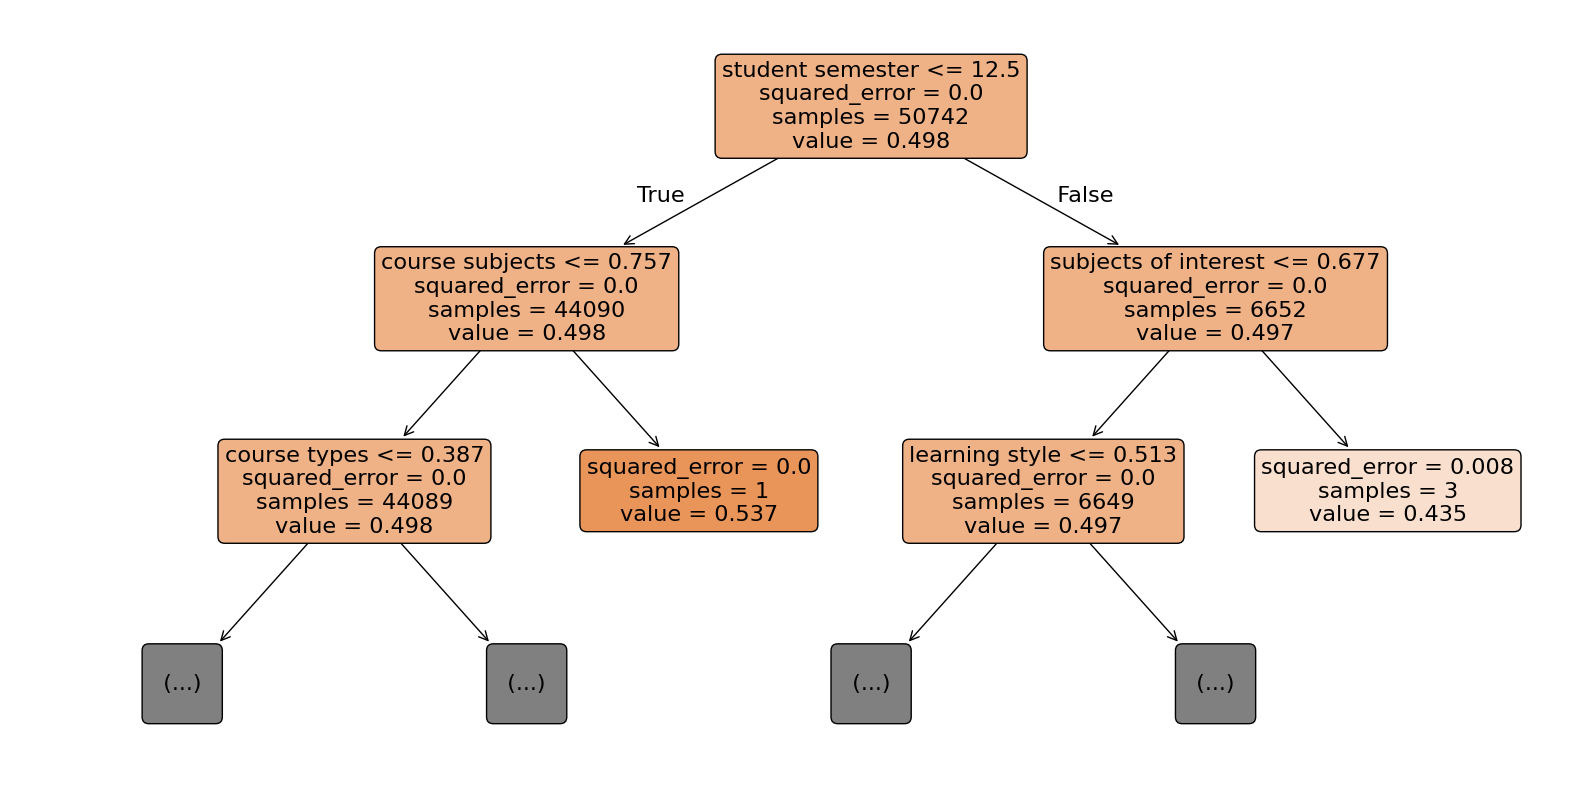 student semester <= 12.5
squared_error = 0.0
samples = 50742
value = 0.498
True
False
course subjects <= 0.757
squared_error = 0.0
samples = 44090
value = 0.498
subjects of interest <= 0.677
squared_error = 0.0
samples = 6652
value = 0.497
course types <= 0.387
squared_error = 0.0
samples = 44089
value = 0.498
squared_error = 0.0
samples = 1
value = 0.537
learning style <= 0.513
squared_error = 0.0
samples = 6649
value = 0.497
squared_error = 0.008
samples = 3
value = 0.435
(...)
(...)
(...)
(...)